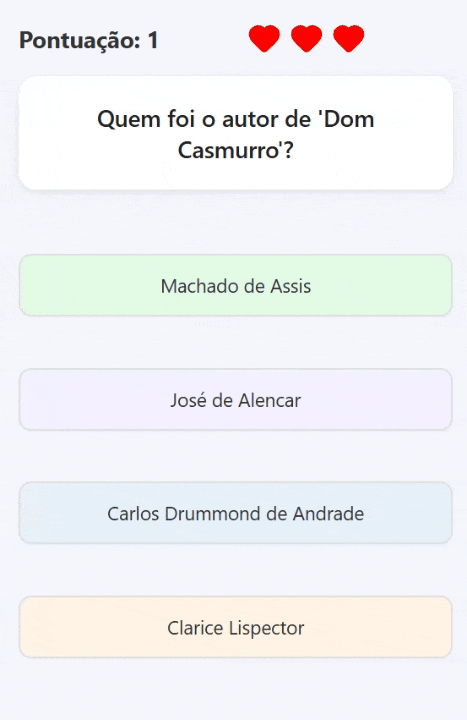 Pontuação: 1
Quem foi o autor de 'Dom
Casmurro'?
Machado de Assis
José de Alencar
Carlos Drummond de Andrade
Clarice Lispector